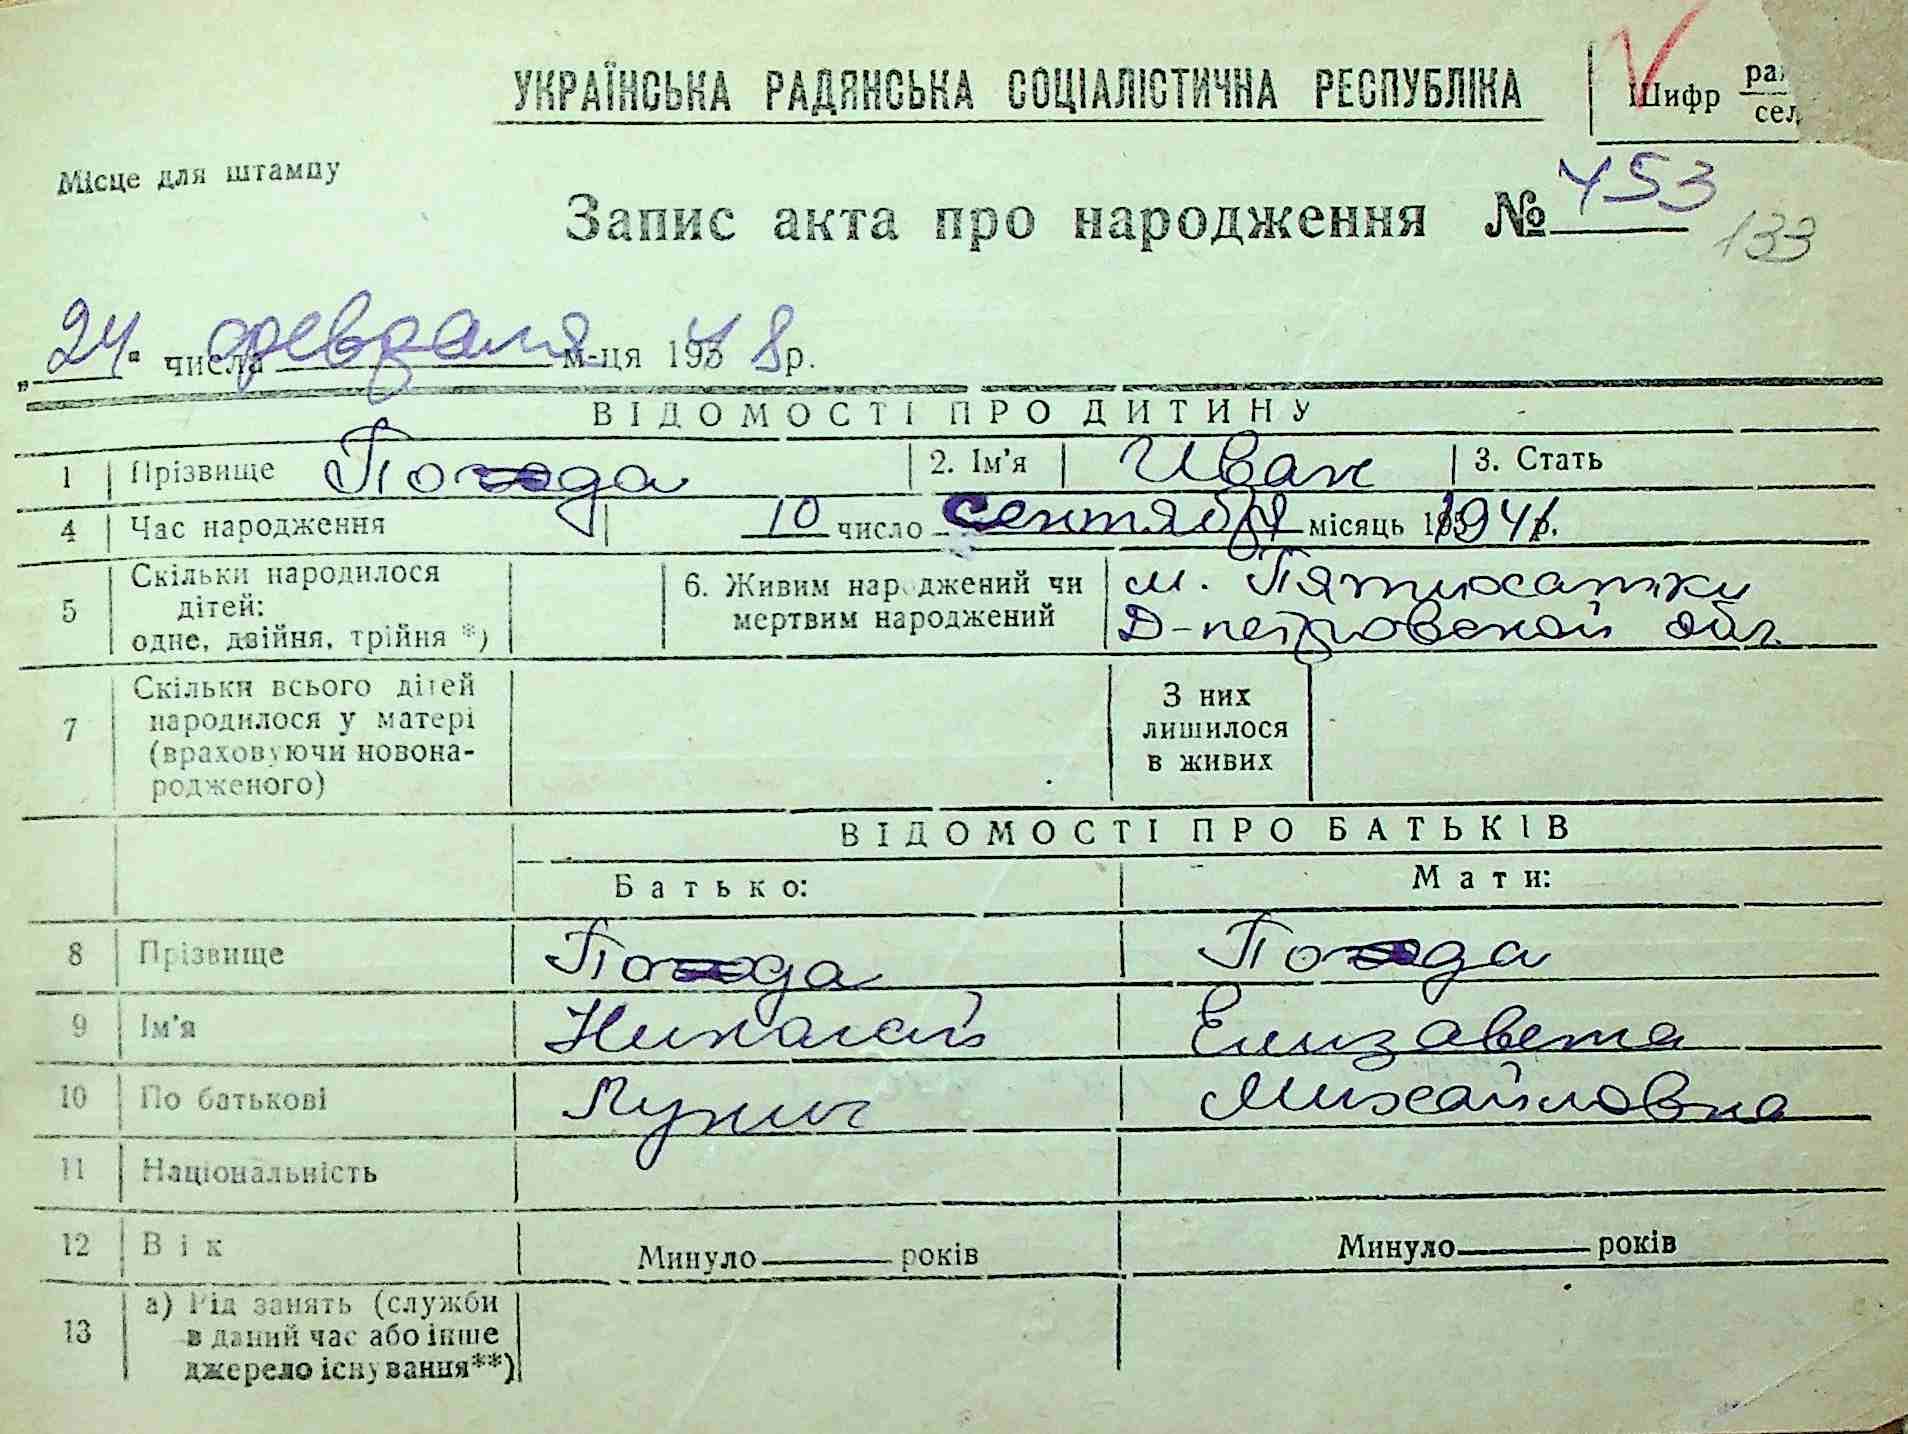 УКРАЇНСЬКА РАДЯНСЬКА СОЦІАЛІСТИЧНА РЕСПУБЛІКА
Шифр
Місце для штампу
Запис акта про народження № 453
133
„24" числа февраля м-ця 1948 р.
ВІДОМОСТІ ПРО ДИТИНУ
1 Прізвище 2. Ім'я Иван 3. Стать
4 Час народження 10 число сентября місяць 1941 р.
5 Скільки народилося дітей: одне, двійня, трійня *) 6. Живим народжений чи мертвим народжений м. Пятихатки Д-петровской обл.
7 Скільки всього дітей народилося у матері (враховуючи новона-родженого) З них лишилося в живих
ВІДОМОСТІ ПРО БАТЬКІВ
Батько: Мати:
8 Прізвище
9 Ім'я Николай Елизавета
10 По батькові Михайловна
11 Національність
12 Вік Минуло років Минуло років
13 а) Рід занять (служби в даний час або інше джерело існування**)